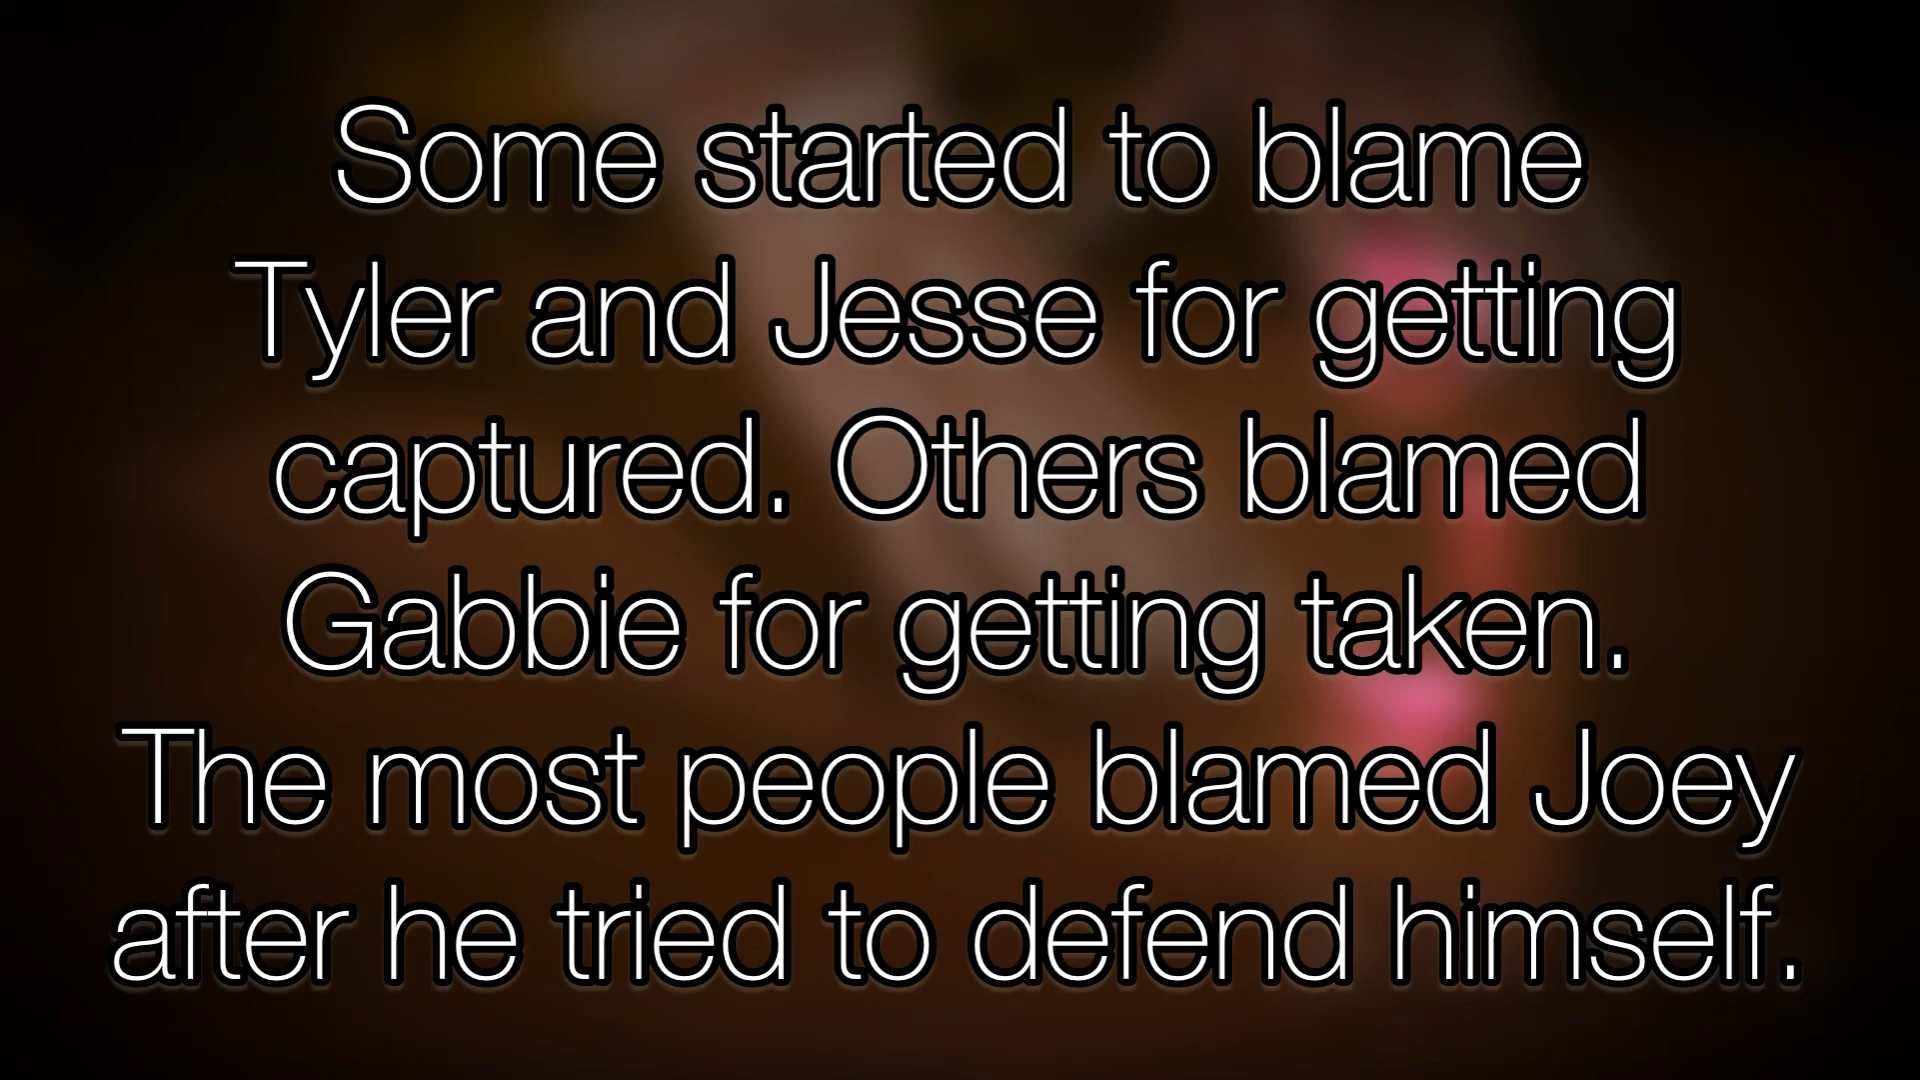 Some started to blame
Tyler and Jesse for getting
captured. Others blamed
Gabbie for getting taken.
The most people blamed Joey
after he tried to defend himself.